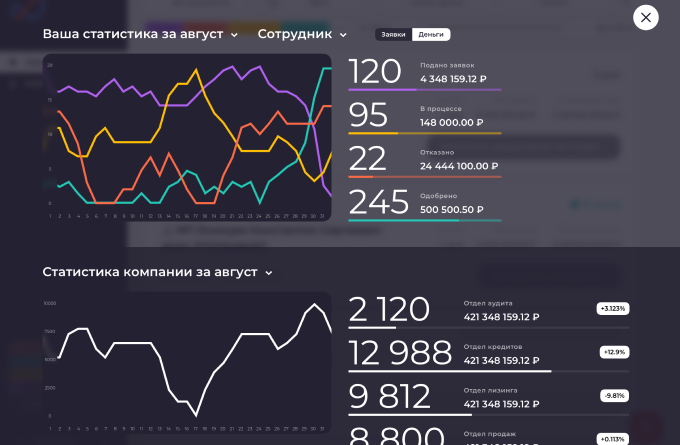 Ваша статистика за август
Сотрудник
Заявки Деньги
28
15
10
5
0
1 2 3 4 5 6 7 8 9 10 11 12 13 14 15 16 17 18 19 20 21 22 23 24 25 26 27 28 29 30 31
120
Подано заявок
4 348 159.12 ₽
95
В процессе
148 000.00 ₽
22
Отказано
24 444 100.00 ₽
245
Одобрено
500 500.50 ₽
Статистика компании за август
10000
7500
5000
2500
0
1 2 3 4 5 6 7 8 9 10 11 12 13 14 15 16 17 18 19 20 21 22 23 24 25 26 27 28 29 30 31
2 120
Отдел аудита
421 348 159.12 ₽
+3.123%
12 988
Отдел кредитов
421 348 159.12 ₽
+12.9%
9 812
Отдел лизинга
421 348 159.12 ₽
-9.81%
8 800
Отдел продаж
+0.113%